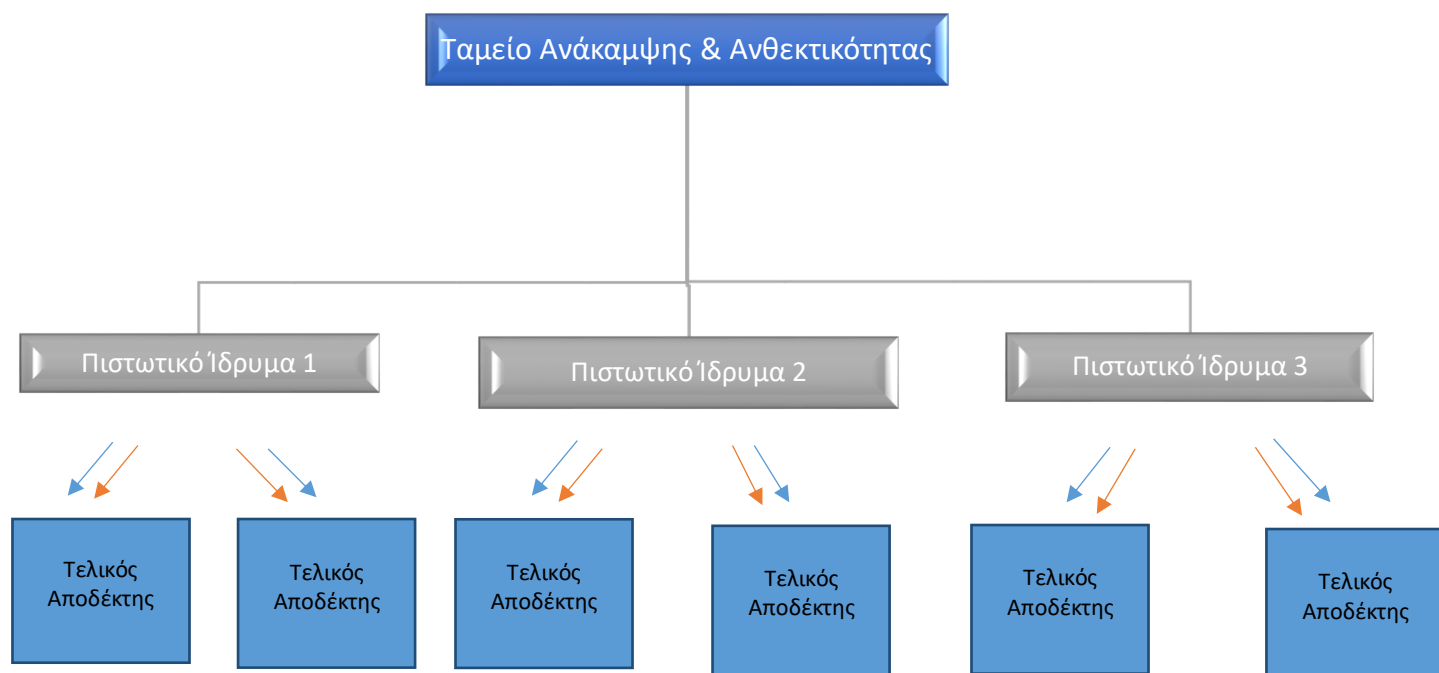 Ταμείο Ανάκαμψης & Ανθεκτικότητας
Πιστωτικό Ίδρυμα 1
Πιστωτικό Ίδρυμα 2
Πιστωτικό Ίδρυμα 3
Τελικός
Αποδέκτης
Τελικός
Αποδέκτης
Τελικός
Αποδέκτης
Τελικός
Αποδέκτης
Τελικός
Αποδέκτης
Τελικός
Αποδέκτης